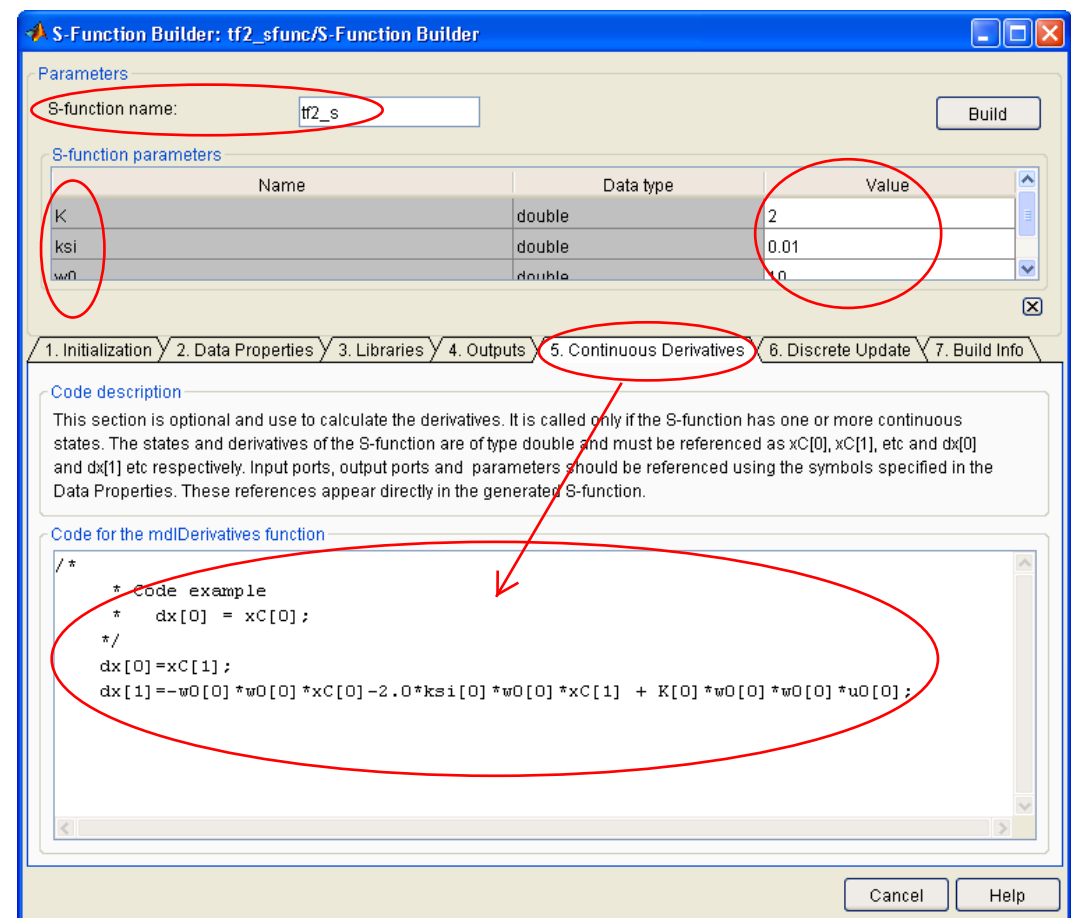 S-Function Builder: tf2_sfunc/S-Function Builder
Parameters
S-function name: tf2_s Build
S-function parameters
Name Data type Value
K double 2
ksi double 0.01
w0 double 10
1. Initialization 2. Data Properties 3. Libraries 4. Outputs 5. Continuous Derivatives 6. Discrete Update 7. Build Info
Code description
This section is optional and use to calculate the derivatives. It is called only if the S-function has one or more continuous
states. The states and derivatives of the S-function are of type double and must be referenced as xC[0], xC[1], etc and dx[0]
and dx[1] etc respectively. Input ports, output ports and parameters should be referenced using the symbols specified in the
Data Properties. These references appear directly in the generated S-function.
Code for the mdlDerivatives function
/*
* Code example
* dx[0] = xC[0];
*/
dx[0]=xC[1];
dx[1]=-w0[0]*w0[0]*xC[0]-2.0*ksi[0]*w0[0]*xC[1] + K[0]*w0[0]*w0[0]*u0[0];
Cancel Help